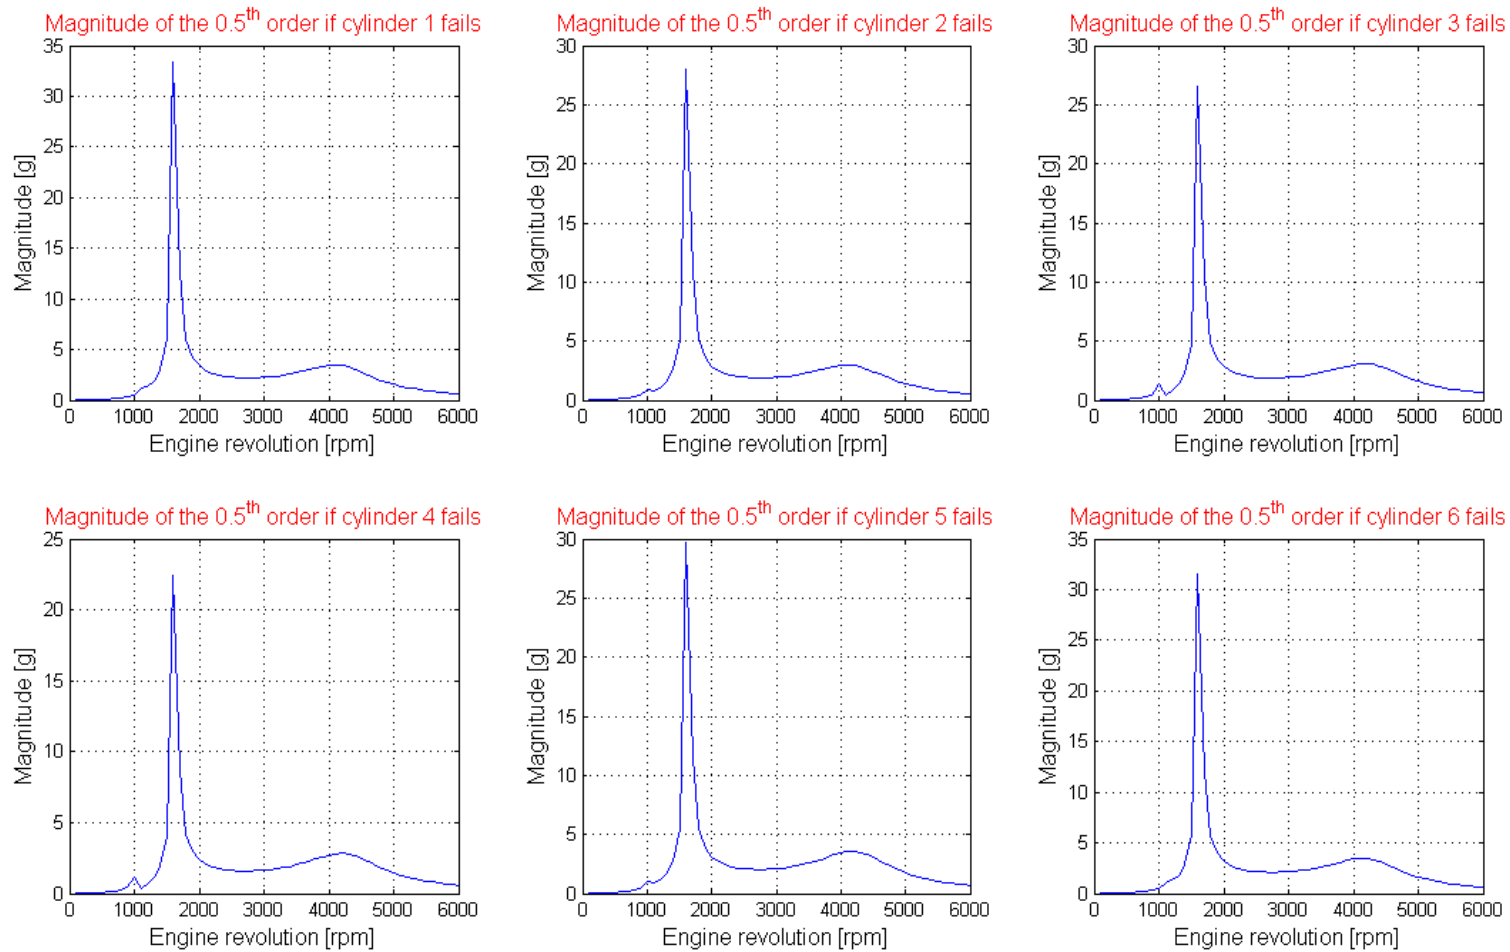 Magnitude of the 0.5th order if cylinder 1 fails
35
30
25
20
15
10
5
0
Magnitude [g]
0 1000 2000 3000 4000 5000 6000
Engine revolution [rpm]
Magnitude of the 0.5th order if cylinder 2 fails
30
25
20
15
10
5
0
Magnitude [g]
0 1000 2000 3000 4000 5000 6000
Engine revolution [rpm]
Magnitude of the 0.5th order if cylinder 3 fails
30
25
20
15
10
5
0
Magnitude [g]
0 1000 2000 3000 4000 5000 6000
Engine revolution [rpm]
Magnitude of the 0.5th order if cylinder 4 fails
25
20
15
10
5
0
Magnitude [g]
0 1000 2000 3000 4000 5000 6000
Engine revolution [rpm]
Magnitude of the 0.5th order if cylinder 5 fails
30
25
20
15
10
5
0
Magnitude [g]
0 1000 2000 3000 4000 5000 6000
Engine revolution [rpm]
Magnitude of the 0.5th order if cylinder 6 fails
35
30
25
20
15
10
5
0
Magnitude [g]
0 1000 2000 3000 4000 5000 6000
Engine revolution [rpm]